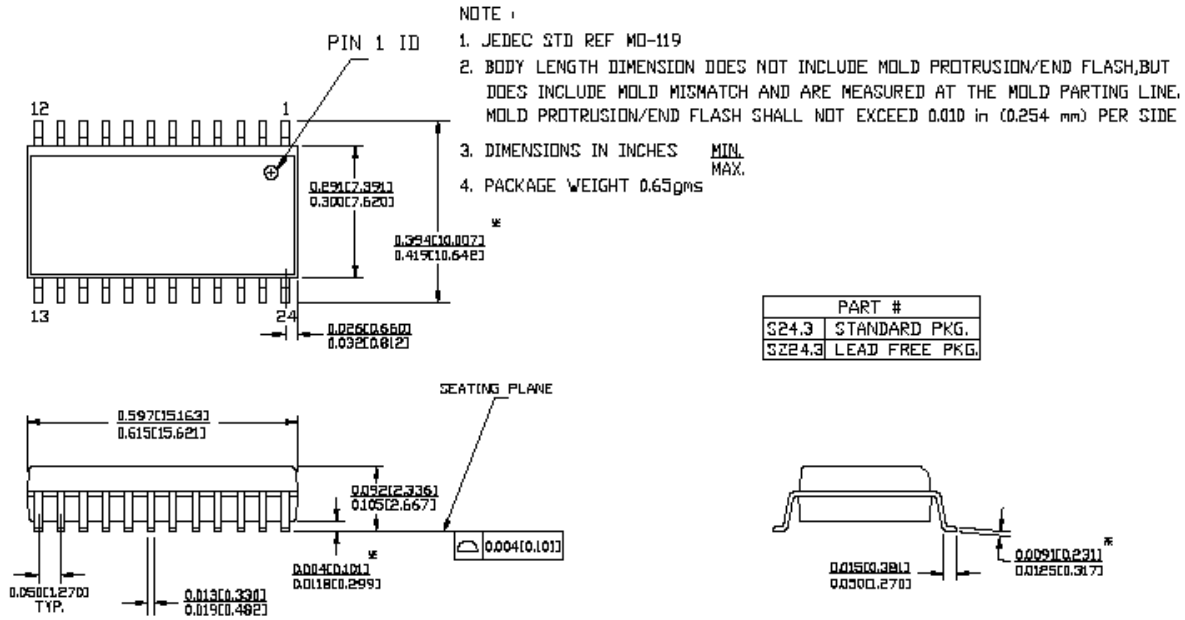 NOTE :
1. JEDEC STD REF MO-119
2. BODY LENGTH DIMENSION DOES NOT INCLUDE MOLD PROTRUSION/END FLASH,BUT
DOES INCLUDE MOLD MISMATCH AND ARE MEASURED AT THE MOLD PARTING LINE.
MOLD PROTRUSION/END FLASH SHALL NOT EXCEED 0.010 in (0.254 mm) PER SIDE
3. DIMENSIONS IN INCHES MIN.
MAX.
4. PACKAGE WEIGHT 0.65gms
PIN 1 ID
12 1
0.291[7.391]
0.300[7.620]
*
0.394[10.007]
0.419[10.642]
13 24
0.026[0.660]
0.032[0.812]
PART #
S24.3 STANDARD PKG.
SZ24.3 LEAD FREE PKG.
SEATING PLANE
0.597[15.163]
0.615[15.621]
0.092[2.336]
0.105[2.667]
0.004[0.101]
*
0.004[0.101]
0.0118[0.299]
0.050[1.270]
TYP.
0.013[0.330]
0.019[0.482]
0.015[0.381]
0.050[1.270]
*
0.0091[0.231]
0.0125[0.317]